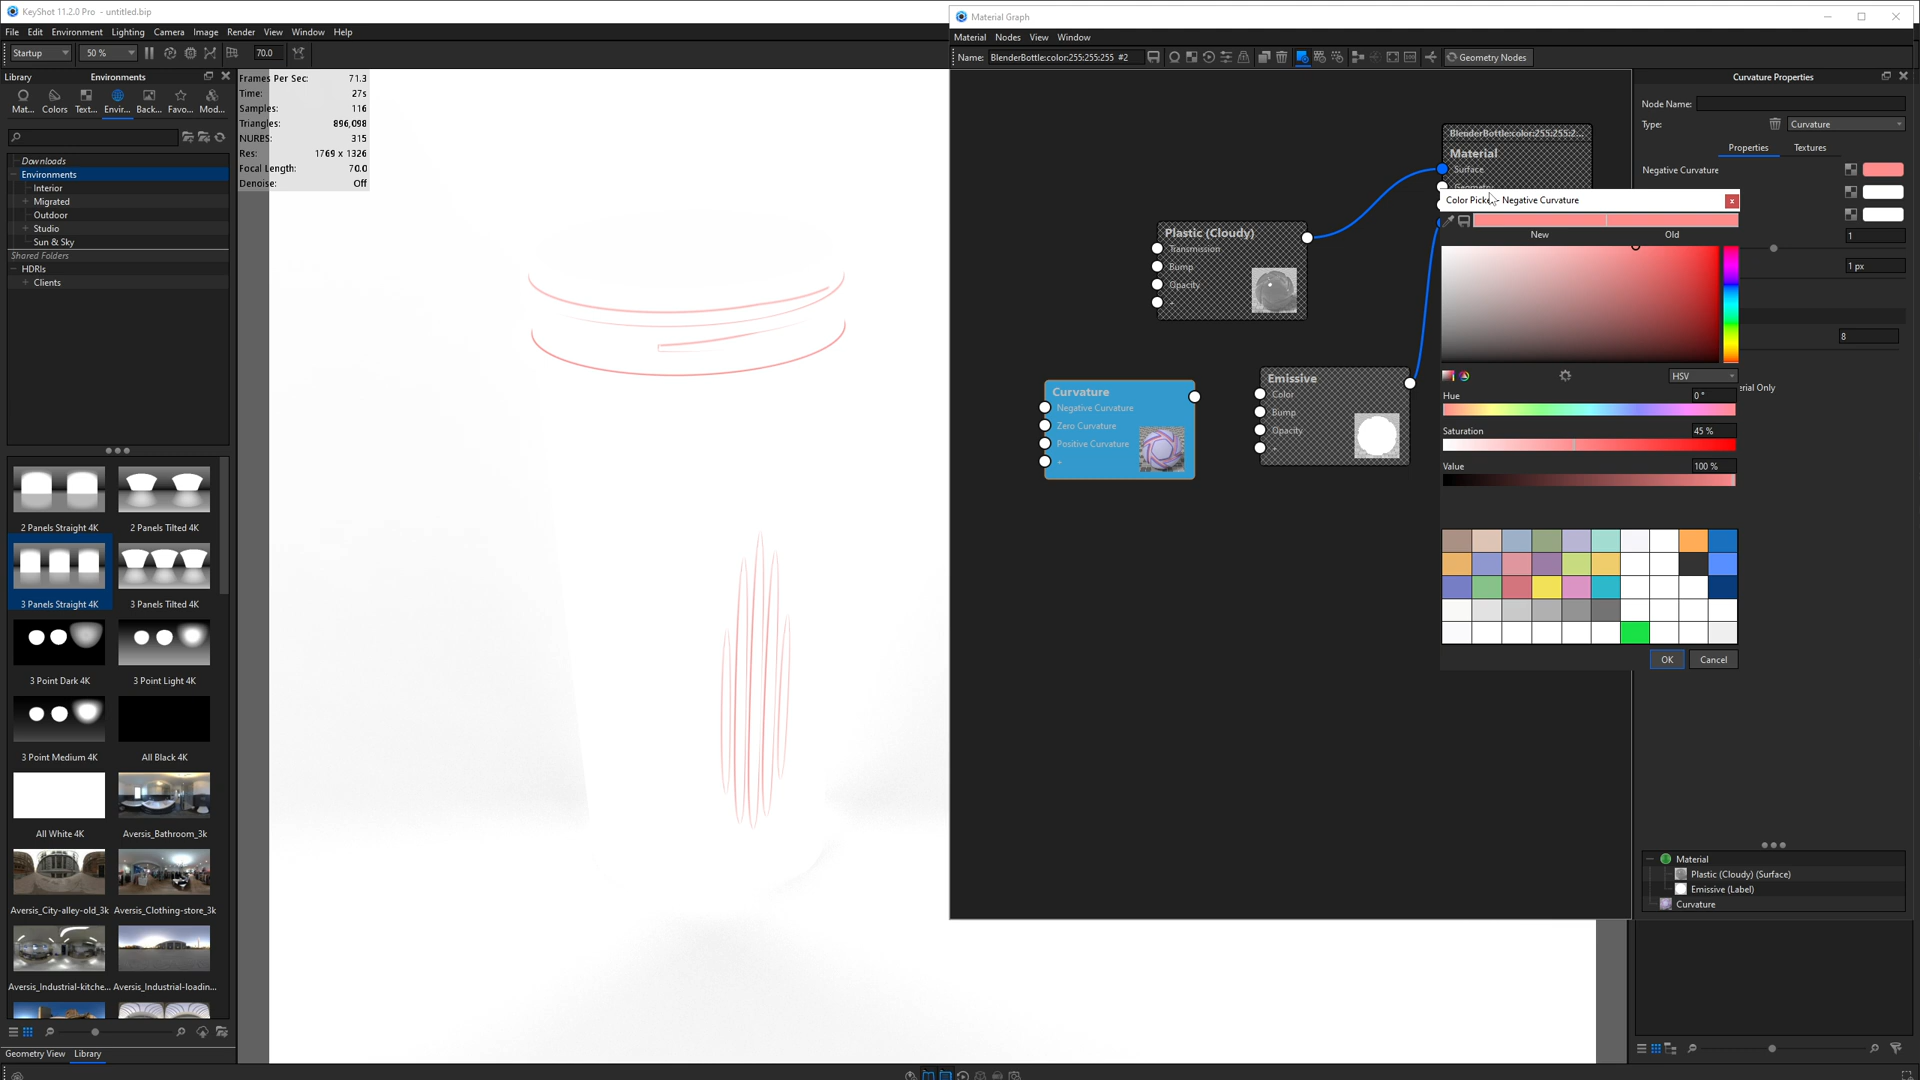 KeyShot 11.2.0 Pro - untitled.bip
File Edit Environment Lighting Camera Image Render View Window Help
Startup 50 % 70.0
Library Environments
Mat... Colors Text... Envir... Back... Favo... Mod...
Downloads
Environments
Interior
Migrated
Outdoor
Studio
Sun & Sky
Shared Folders
HDRIs
Clients
2 Panels Straight 4K 2 Panels Tilted 4K
3 Panels Straight 4K 3 Panels Tilted 4K
3 Point Dark 4K 3 Point Light 4K
3 Point Medium 4K All Black 4K
All White 4K Aversis_Bathroom_3k
Aversis_City-alley-old_3k Aversis_Clothing-store_3k
Aversis_Industrial-kitche... Aversis_Industrial-loadin...
Geometry View Library
Frames Per Sec: 71.3
Time: 27s
Samples: 116
Triangles: 896,098
NURBS: 315
Res: 1769 x 1326
Focal Length: 70.0
Denoise: Off
Material Graph
Material Nodes View Window
Name: BlenderBottle:color:255:255:255 #2 Geometry Nodes
BlenderBottle:color:255:255:2...
Material
Surface
Geometry
Plastic (Cloudy)
Transmission
Bump
Opacity
+
Curvature
Negative Curvature
Zero Curvature
Positive Curvature
+
Emissive
Color
Bump
Opacity
+
Color Picker - Negative Curvature x
New Old
HSV
Hue 0 °
Saturation 45 %
Value 100 %
OK Cancel
Curvature Properties
Node Name:
Type: Curvature
Properties Textures
Negative Curvature
1
1 px
8
erial Only
Material
Plastic (Cloudy) (Surface)
Emissive (Label)
Curvature